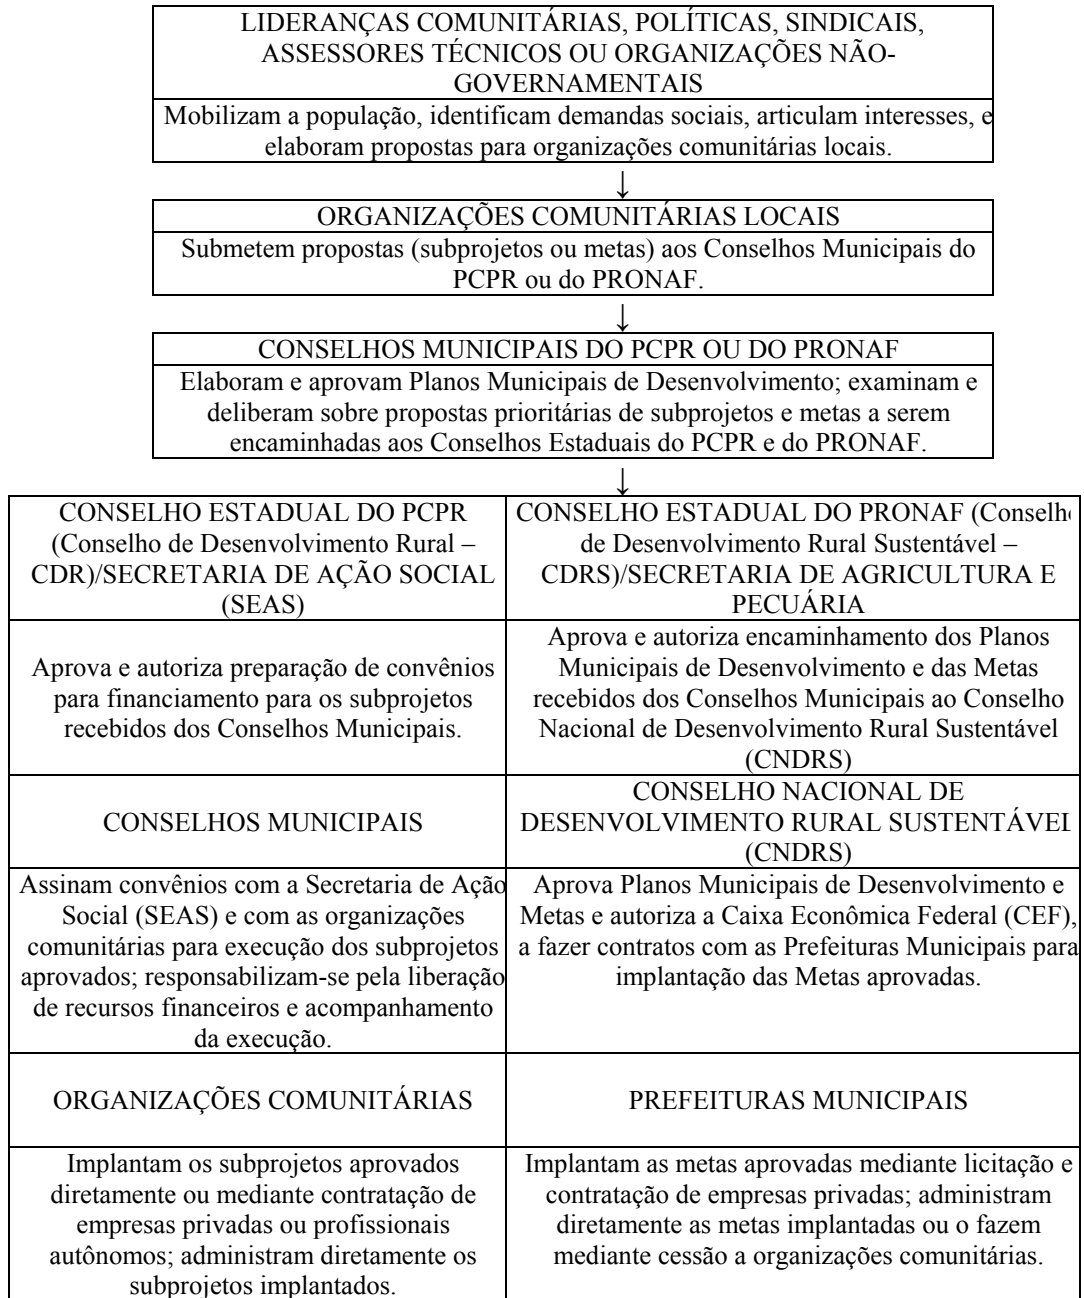 LIDERANÇAS COMUNITÁRIAS, POLÍTICAS, SINDICAIS,
ASSESSORES TÉCNICOS OU ORGANIZAÇÕES NÃO-
GOVERNAMENTAIS
Mobilizam a população, identificam demandas sociais, articulam interesses, e
elaboram propostas para organizações comunitárias locais.
↓
ORGANIZAÇÕES COMUNITÁRIAS LOCAIS
Submetem propostas (subprojetos ou metas) aos Conselhos Municipais do
PCPR ou do PRONAF.
↓
CONSELHOS MUNICIPAIS DO PCPR OU DO PRONAF
Elaboram e aprovam Planos Municipais de Desenvolvimento; examinam e
deliberam sobre propostas prioritárias de subprojetos e metas a serem
encaminhadas aos Conselhos Estaduais do PCPR e do PRONAF.
↓
CONSELHO ESTADUAL DO PCPR
(Conselho de Desenvolvimento Rural –
CDR)/SECRETARIA DE AÇÃO SOCIAL
(SEAS)
CONSELHO ESTADUAL DO PRONAF (Conselho
de Desenvolvimento Rural Sustentável –
CDRS)/SECRETARIA DE AGRICULTURA E
PECUÁRIA
Aprova e autoriza preparação de convênios
para financiamento para os subprojetos
recebidos dos Conselhos Municipais.
Aprova e autoriza encaminhamento dos Planos
Municipais de Desenvolvimento e das Metas
recebidos dos Conselhos Municipais ao Conselho
Nacional de Desenvolvimento Rural Sustentável
(CNDRS)
CONSELHOS MUNICIPAIS
CONSELHO NACIONAL DE
DESENVOLVIMENTO RURAL SUSTENTÁVEL
(CNDRS)
Assinam convênios com a Secretaria de Ação
Social (SEAS) e com as organizações
comunitárias para execução dos subprojetos
aprovados; responsabilizam-se pela liberação
de recursos financeiros e acompanhamento
da execução.
Aprova Planos Municipais de Desenvolvimento e
Metas e autoriza a Caixa Econômica Federal (CEF),
a fazer contratos com as Prefeituras Municipais para
implantação das Metas aprovadas.
ORGANIZAÇÕES COMUNITÁRIAS
PREFEITURAS MUNICIPAIS
Implantam os subprojetos aprovados
diretamente ou mediante contratação de
empresas privadas ou profissionais
autônomos; administram diretamente os
subprojetos implantados.
Implantam as metas aprovadas mediante licitação e
contratação de empresas privadas; administram
diretamente as metas implantadas ou o fazem
mediante cessão a organizações comunitárias.